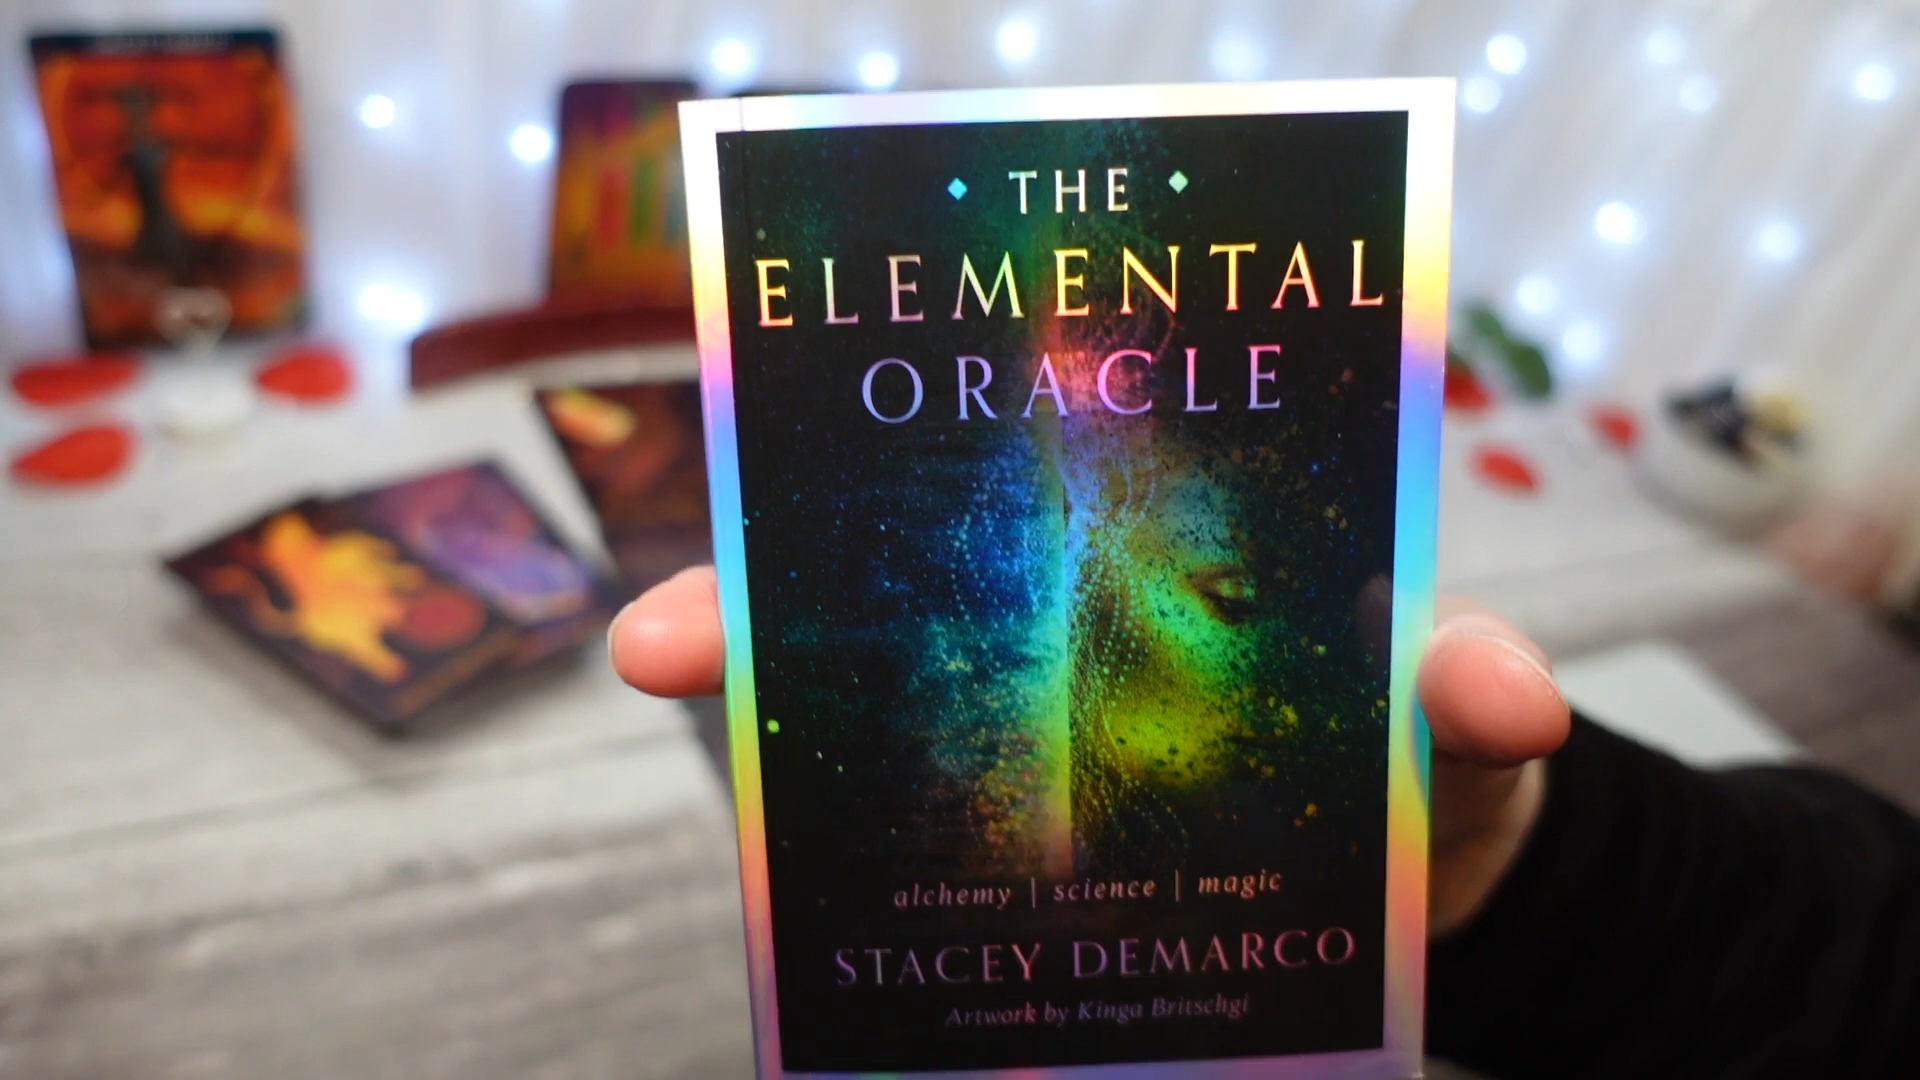 THE
ELEMENTAL
ORACLE
alchemy | science | magic
STACEY DEMARCO
Artwork by Kinga Britschgi